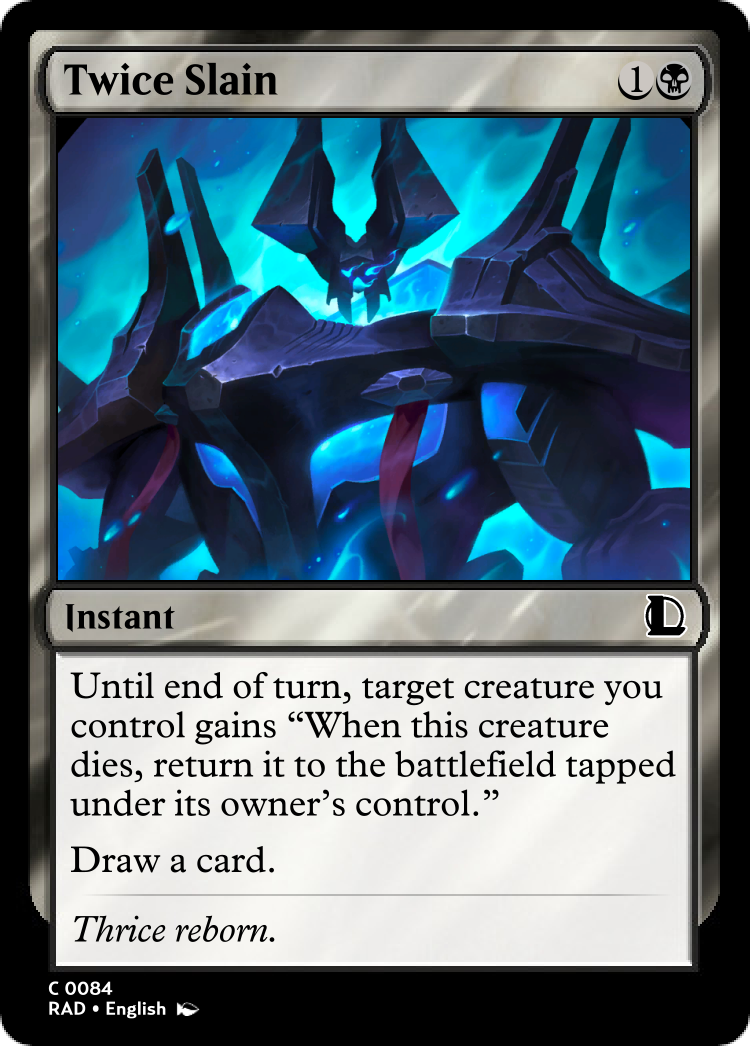 Twice Slain
1
Instant
Until end of turn, target creature you
control gains “When this creature
dies, return it to the battlefield tapped
under its owner’s control.”
Draw a card.
Thrice reborn.
C 0084
RAD • English